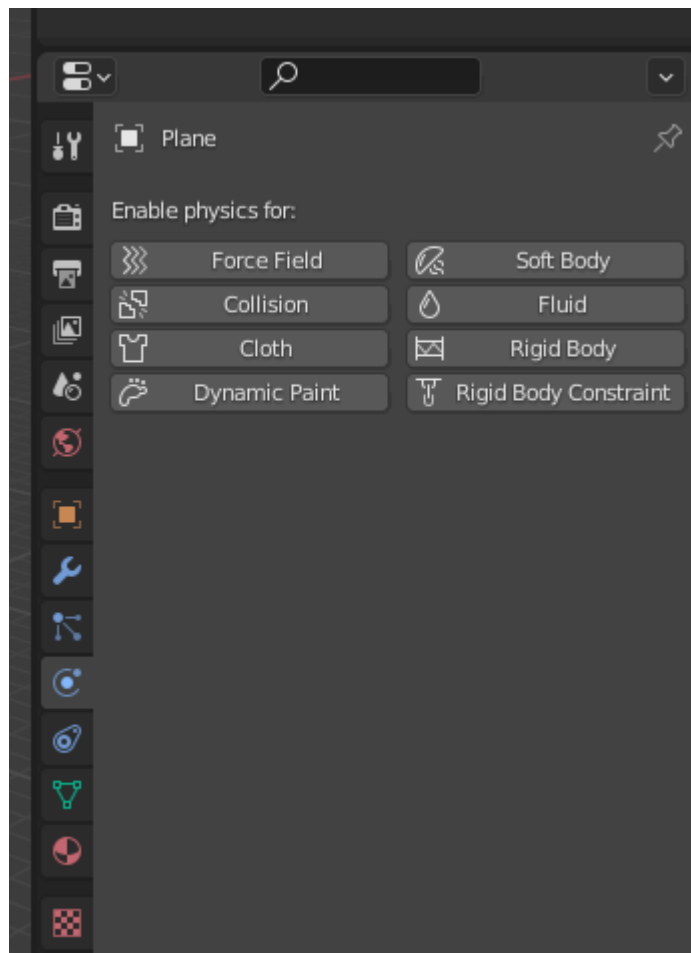 Plane
Enable physics for:
Force Field
Soft Body
Collision
Fluid
Cloth
Rigid Body
Dynamic Paint
Rigid Body Constraint